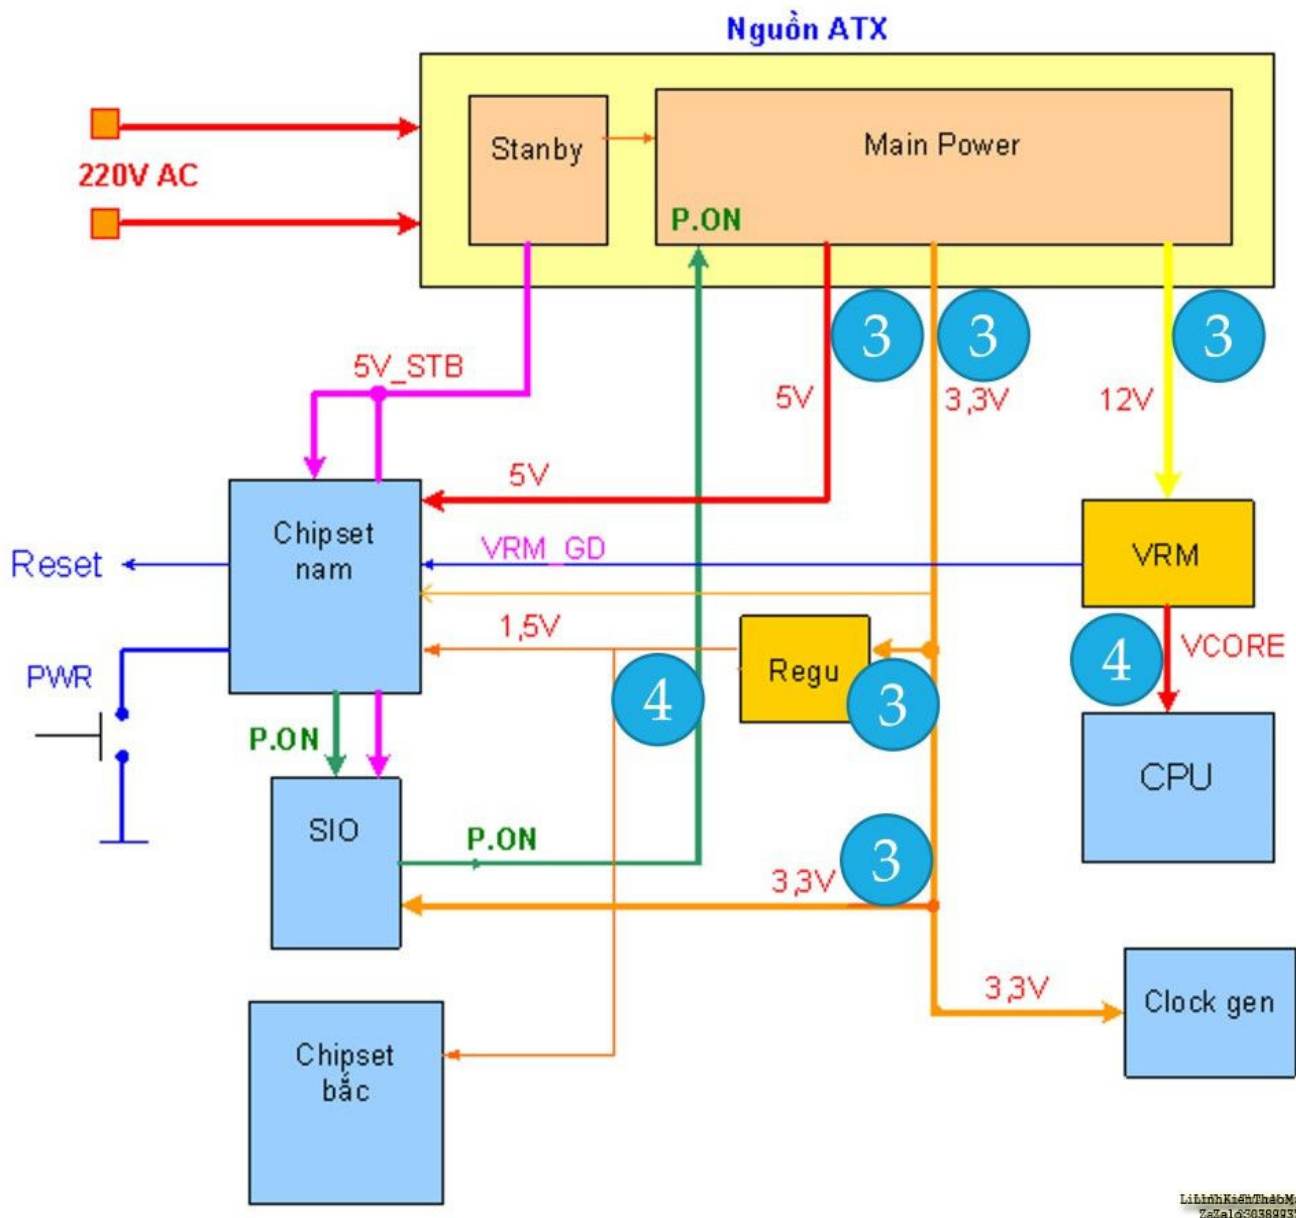 Nguồn ATX
Stanby
Main Power
220V AC
P.ON
3
3
3
5V_STB
5V
3,3V
12V
5V
Chipset
nam
VRM_GD
VRM
Reset
1,5V
4
VCORE
PWR
Regu
4
3
P.ON
CPU
SIO
P.ON
3
3,3V
3,3V
Clock gen
Chipset
bắc